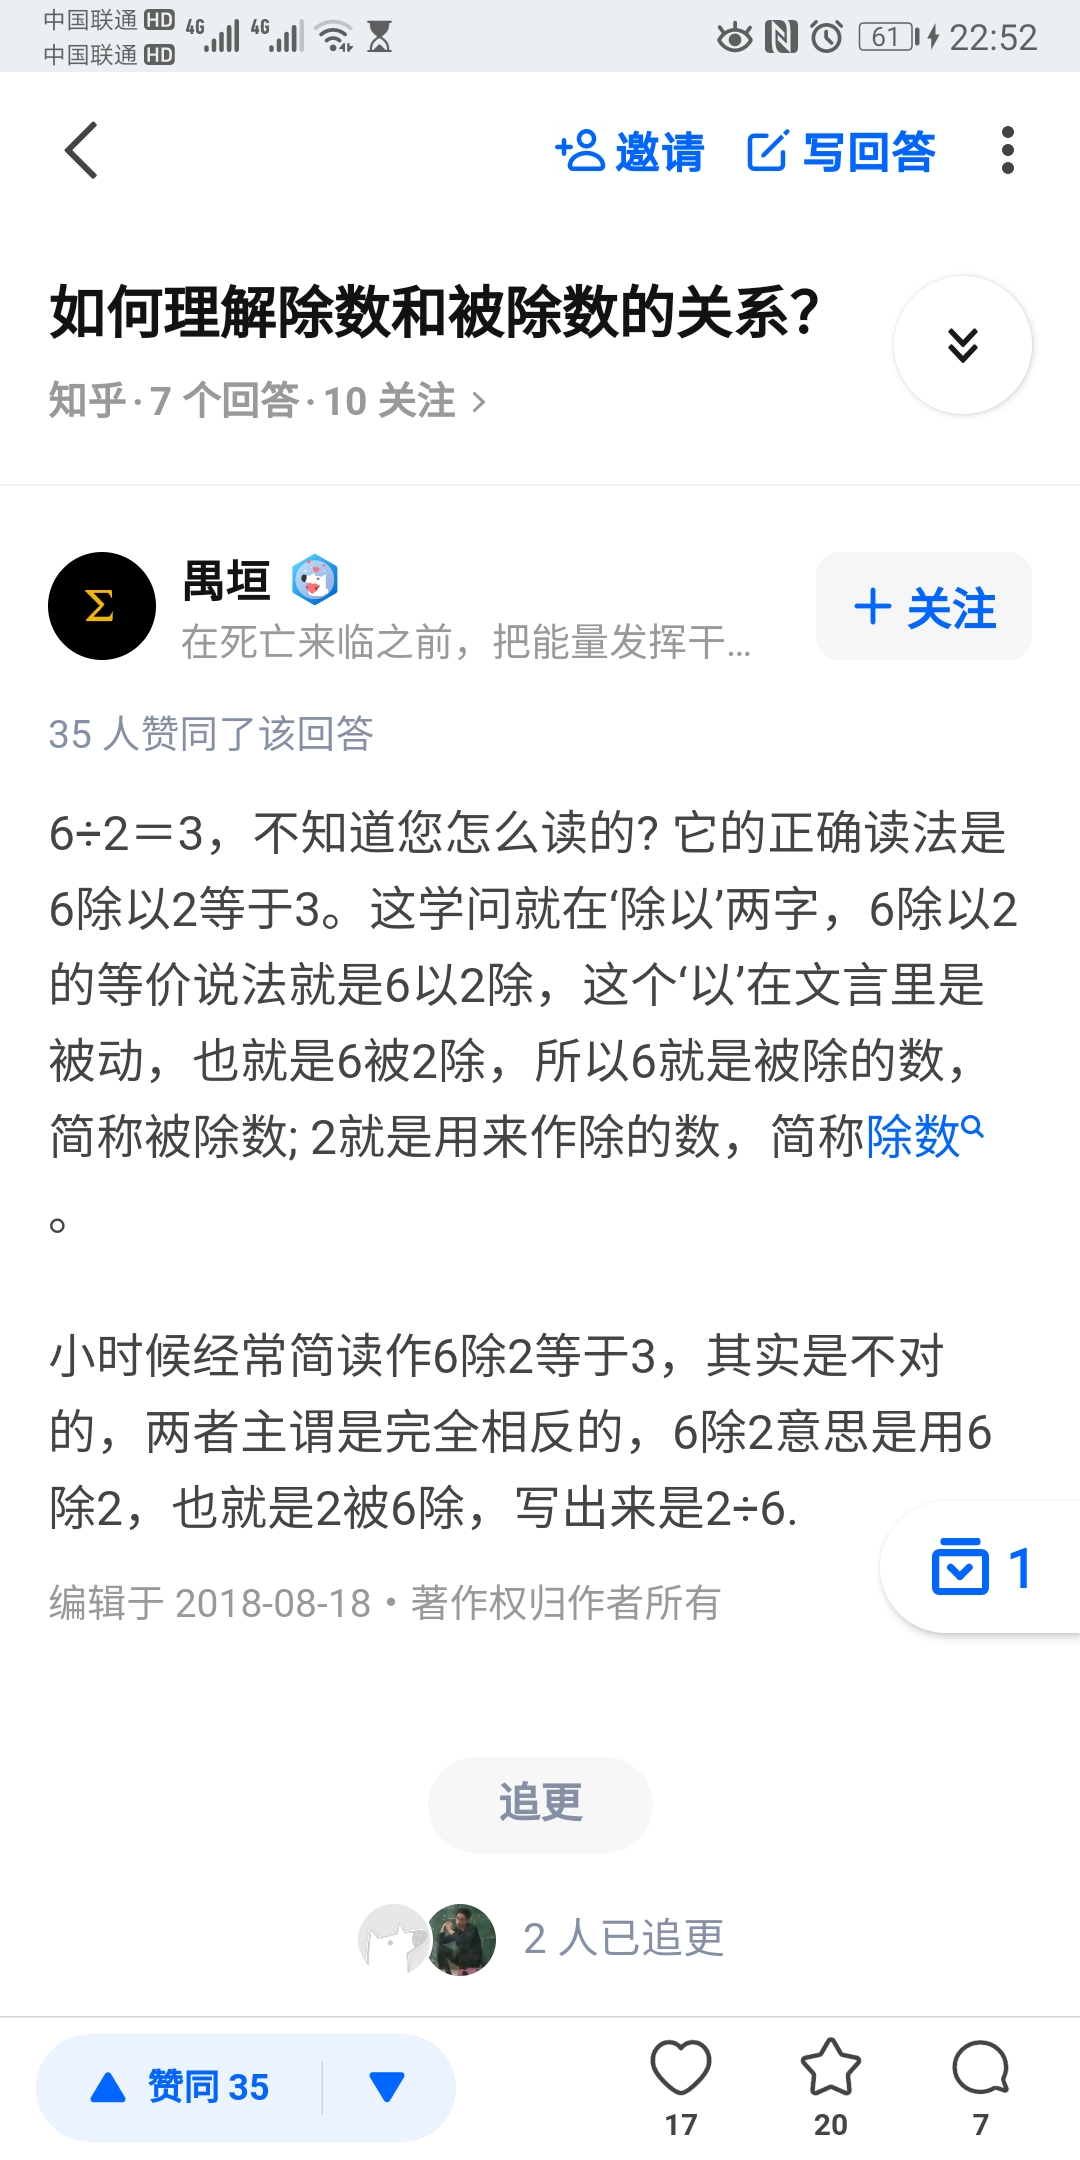 中国联通 HD 4G 4G 61 22:52
中国联通 HD
邀请 写回答
如何理解除数和被除数的关系?
知乎·7 个回答·10 关注 >
Σ
禺垣
在死亡来临之前，把能量发挥干...
+ 关注
35 人赞同了该回答
6÷2＝3，不知道您怎么读的? 它的正确读法是
6除以2等于3。这学问就在‘除以’两字，6除以2
的等价说法就是6以2除，这个‘以’在文言里是
被动，也就是6被2除，所以6就是被除的数，
简称被除数; 2就是用来作除的数，简称除数
。
小时候经常简读作6除2等于3，其实是不对
的，两者主谓是完全相反的，6除2意思是用6
除2，也就是2被6除，写出来是2÷6.
1
编辑于 2018-08-18 · 著作权归作者所有
追更
2 人已追更
赞同 35
17 20 7